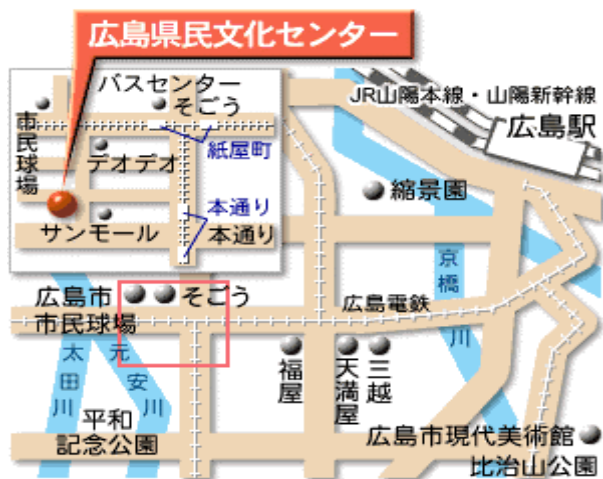 広島県民文化センター
バスセンター
そごう
市民球場
紙屋町
デオデオ
本通り
本通り
サンモール
JR山陽本線・山陽新幹線
広島駅
縮景園
京橋川
広島市
市民球場
そごう
広島電鉄
太田川
元安川
福屋
天満屋
三越
平和
記念公園
広島市現代美術館
比治山公園